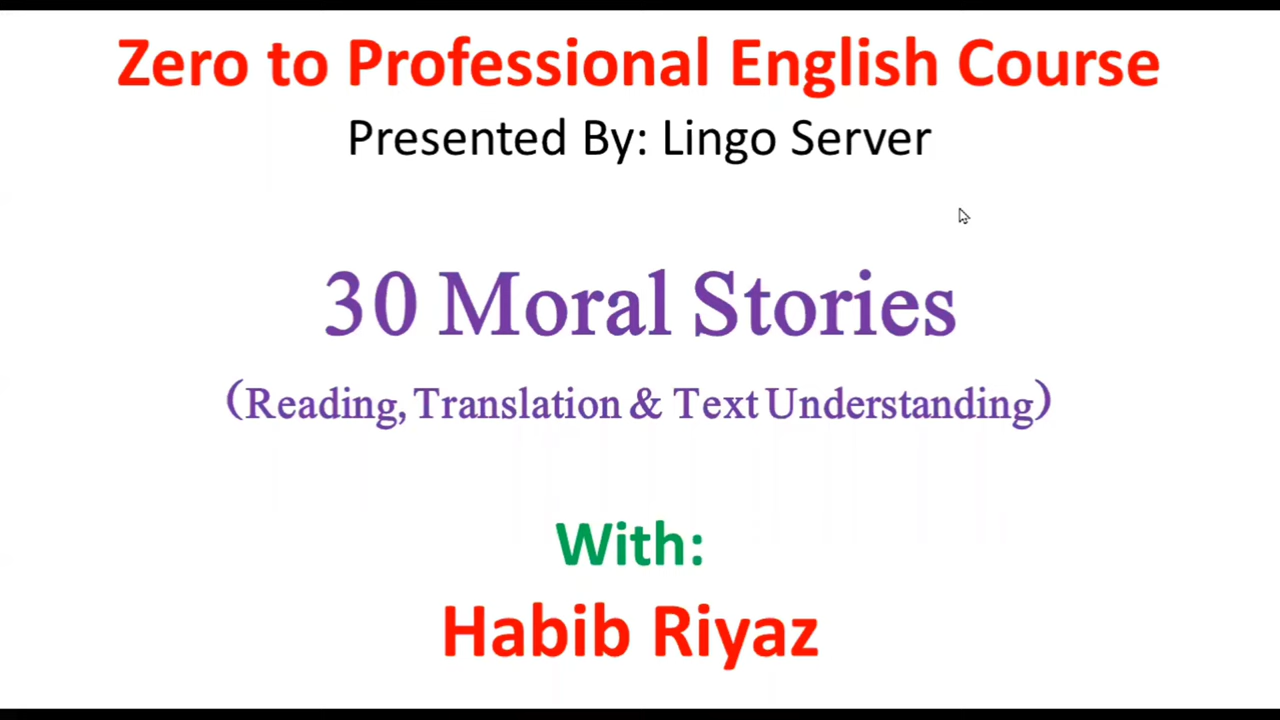 Zero to Professional English Course
Presented By: Lingo Server
30 Moral Stories
(Reading, Translation & Text Understanding)
With:
Habib Riyaz